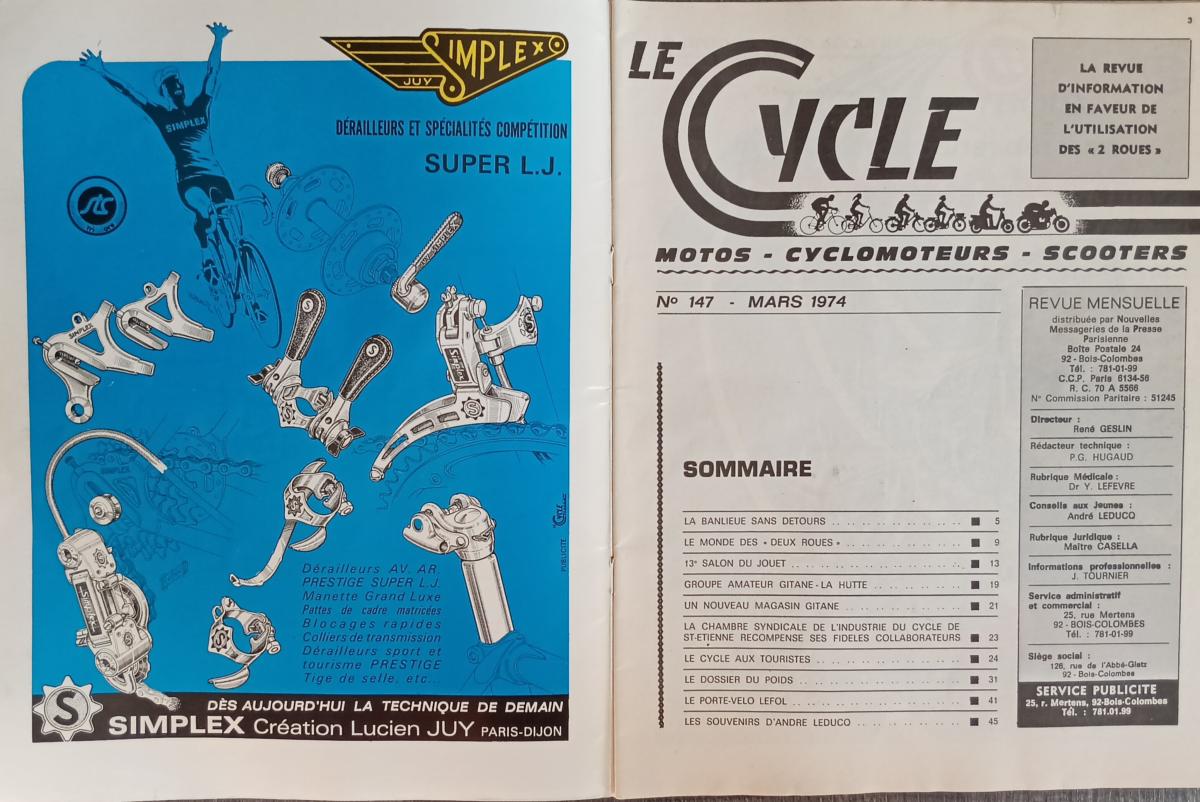 SIMPLEX
JUY
DÉRAILLEURS ET SPÉCIALITÉS COMPÉTITION
SUPER L.J.
SIMPLEX
SLS
SIMPLEX
SIMPLEX
S
S
Simplex
S
SIMPLEX
S
LE CYCLE
PUBLICITÉ
Dérailleurs AV. AR.
PRESTIGE SUPER L.J.
Manette Grand Luxe
Pattes de cadre matricées
Blocages rapides
Colliers de transmission
Dérailleurs sport et
tourisme PRESTIGE
Tige de selle, etc...
S
DÈS AUJOURD'HUI LA TECHNIQUE DE DEMAIN
SIMPLEX Création Lucien JUY PARIS-DIJON
3
LE CYCLE
LA REVUE
D'INFORMATION
EN FAVEUR DE
L'UTILISATION
DES « 2 ROUES »
MOTOS - CYCLOMOTEURS - SCOOTERS
No 147 - MARS 1974
SOMMAIRE
LA BANLIEUE SANS DETOURS .................. ■ 5
LE MONDE DES « DEUX ROUES » ................ ■ 9
13e SALON DU JOUET ....................... ■ 13
GROUPE AMATEUR GITANE - LA HUTTE ............ ■ 19
UN NOUVEAU MAGASIN GITANE ................ ■ 21
LA CHAMBRE SYNDICALE DE L'INDUSTRIE DU CYCLE DE
ST-ETIENNE RECOMPENSE SES FIDELES COLLABORATEURS ■ 23
LE CYCLE AUX TOURISTES .................... ■ 24
LE DOSSIER DU POIDS ....................... ■ 31
LE PORTE-VELO LEFOL ....................... ■ 41
LES SOUVENIRS D'ANDRE LEDUCQ .............. ■ 45
REVUE MENSUELLE
distribuée par Nouvelles
Messageries de la Presse
Parisienne
Boîte Postale 24
92 - Bois-Colombes
Tél. : 781-01-99
C.C.P. Paris 6134-56
R. C. 70 A 5566
No Commission Paritaire : 51245
Directeur :
René GESLIN
Rédacteur technique :
P.G. HUGAUD
Rubrique Médicale :
Dr Y. LEFEVRE
Conseils aux Jeunes :
André LEDUCQ
Rubrique Juridique :
Maître CASELLA
Informations professionnelles :
J. TOURNIER
Service administratif
et commercial :
25, rue Mertens
92 - BOIS-COLOMBES
Tél. : 781-01-99
Siège social :
126, rue de l'Abbé-Glatz
92 - Bois-Colombes
SERVICE PUBLICITE
25, r. Mertens, 92-Bois-Colombes
Tél. : 781.01.99